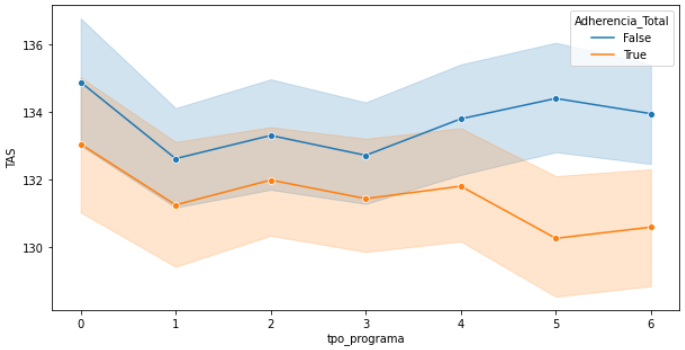 Adherencia_Total
False
True
136
134
132
130
TAS
0 1 2 3 4 5 6
tpo_programa